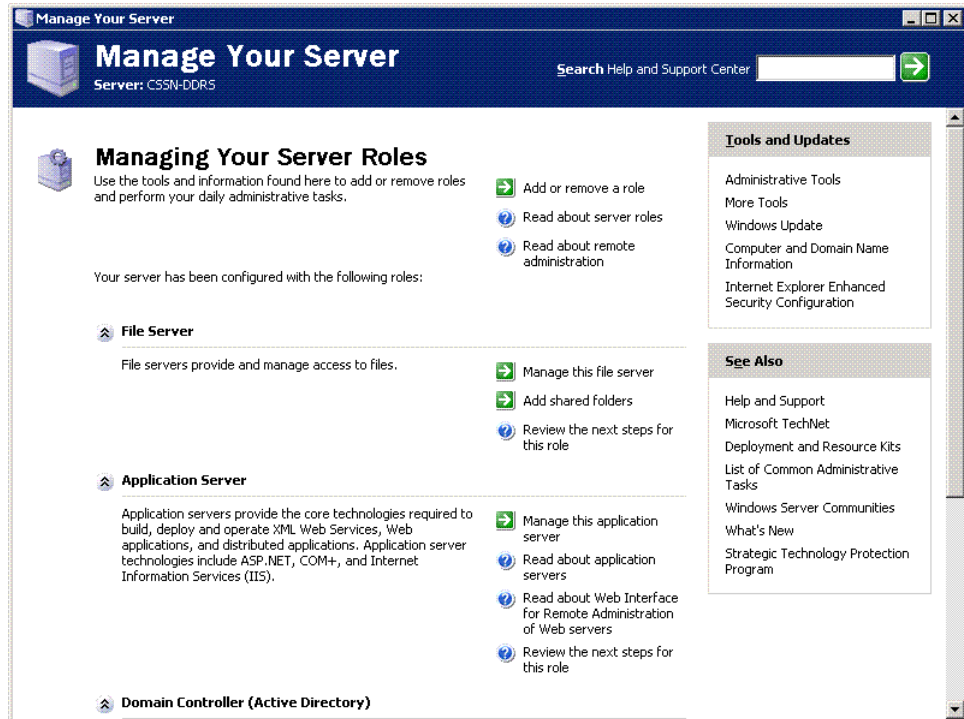 Manage Your Server
Manage Your Server
Server: CSSN-DDRS
Search Help and Support Center
Managing Your Server Roles
Use the tools and information found here to add or remove roles
and perform your daily administrative tasks.
Add or remove a role
Read about server roles
Read about remote
administration
Your server has been configured with the following roles:
File Server
File servers provide and manage access to files.
Manage this file server
Add shared folders
Review the next steps for
this role
Application Server
Application servers provide the core technologies required to
build, deploy and operate XML Web Services, Web
applications, and distributed applications. Application server
technologies include ASP.NET, COM+, and Internet
Information Services (IIS).
Manage this application
server
Read about application
servers
Read about Web Interface
for Remote Administration
of Web servers
Review the next steps for
this role
Domain Controller (Active Directory)
Tools and Updates
Administrative Tools
More Tools
Windows Update
Computer and Domain Name
Information
Internet Explorer Enhanced
Security Configuration
See Also
Help and Support
Microsoft TechNet
Deployment and Resource Kits
List of Common Administrative
Tasks
Windows Server Communities
What's New
Strategic Technology Protection
Program